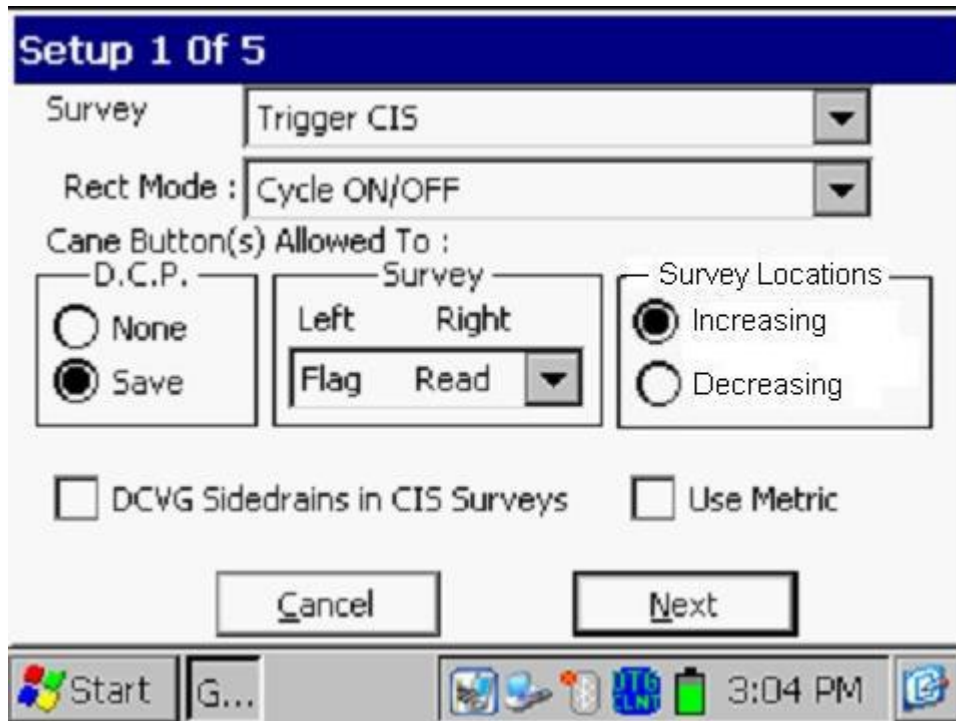 Setup 1 Of 5
Survey Trigger CIS
Rect Mode : Cycle ON/OFF
Cane Button(s) Allowed To :
D.C.P.
None
Save
Survey
Left Right
Flag Read
Survey Locations
Increasing
Decreasing
DCVG Sidedrains in CIS Surveys
Use Metric
Cancel Next
Start G... UTG CLNT 3:04 PM